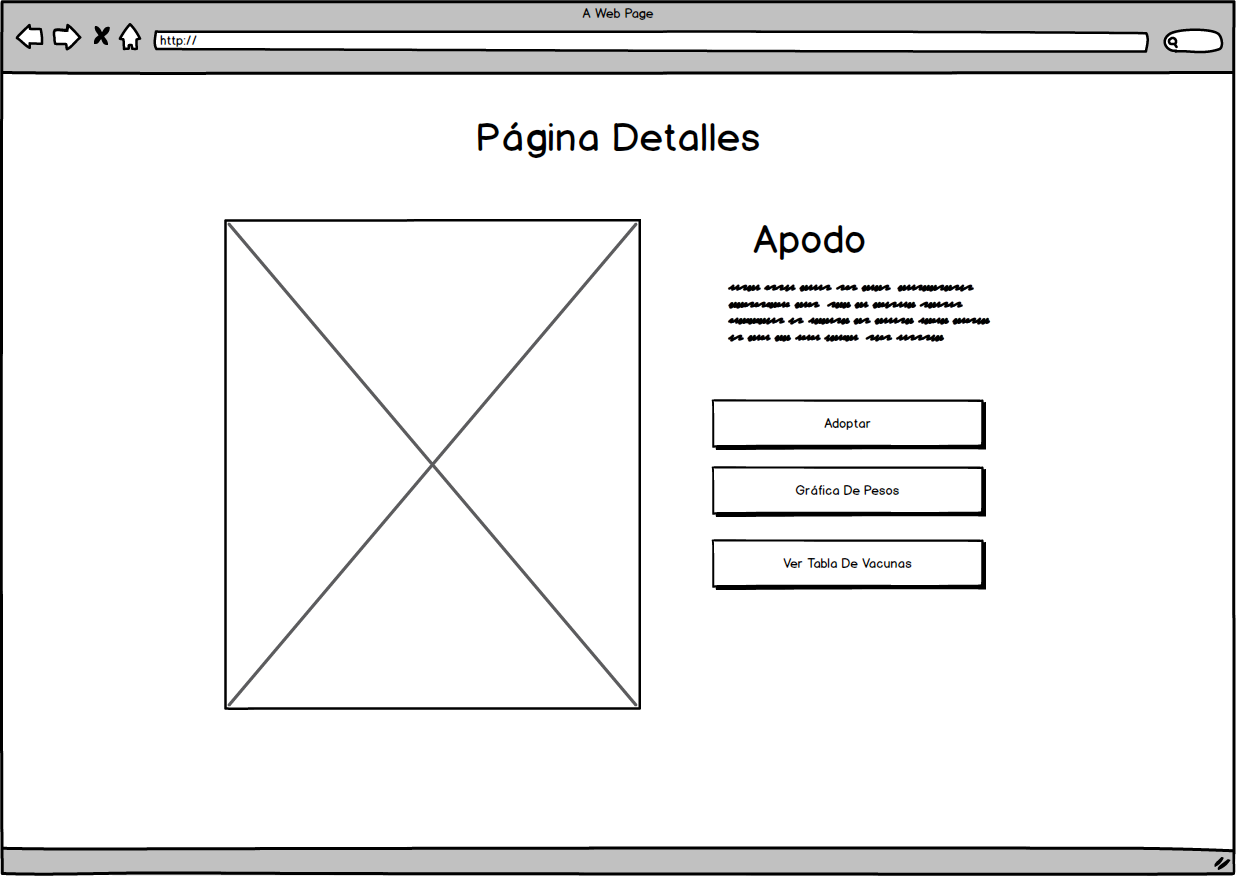 A Web Page
http://
Página Detalles
Apodo
Adoptar
Gráfica De Pesos
Ver Tabla De Vacunas